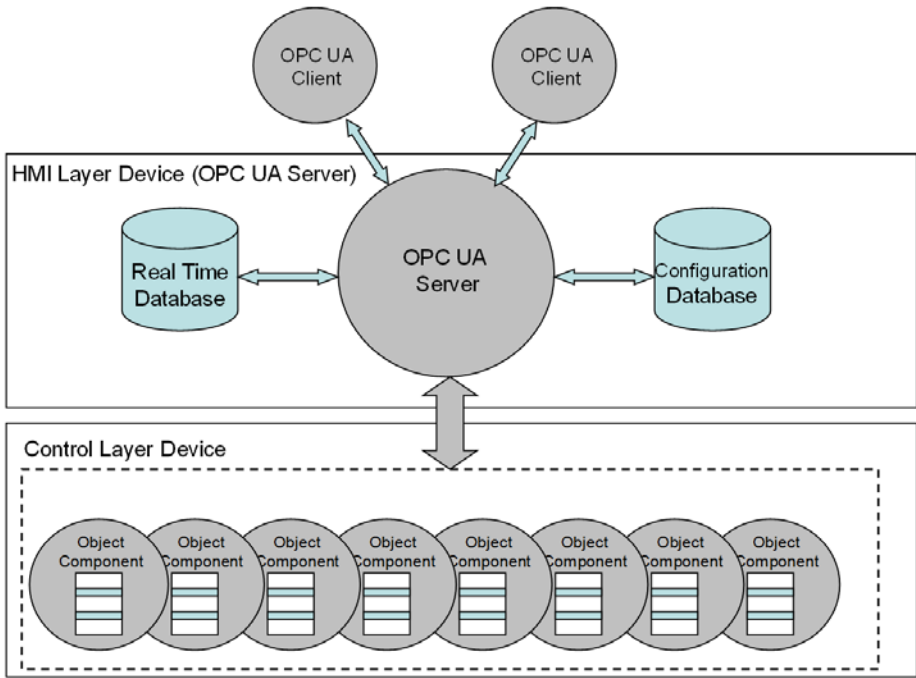 OPC UA
Client
OPC UA
Client
HMI Layer Device (OPC UA Server)
Real Time
Database
OPC UA
Server
Configuration
Database
Control Layer Device
Object
Component
Object
Component
Object
Component
Object
Component
Object
Component
Object
Component
Object
Component
Object
Component